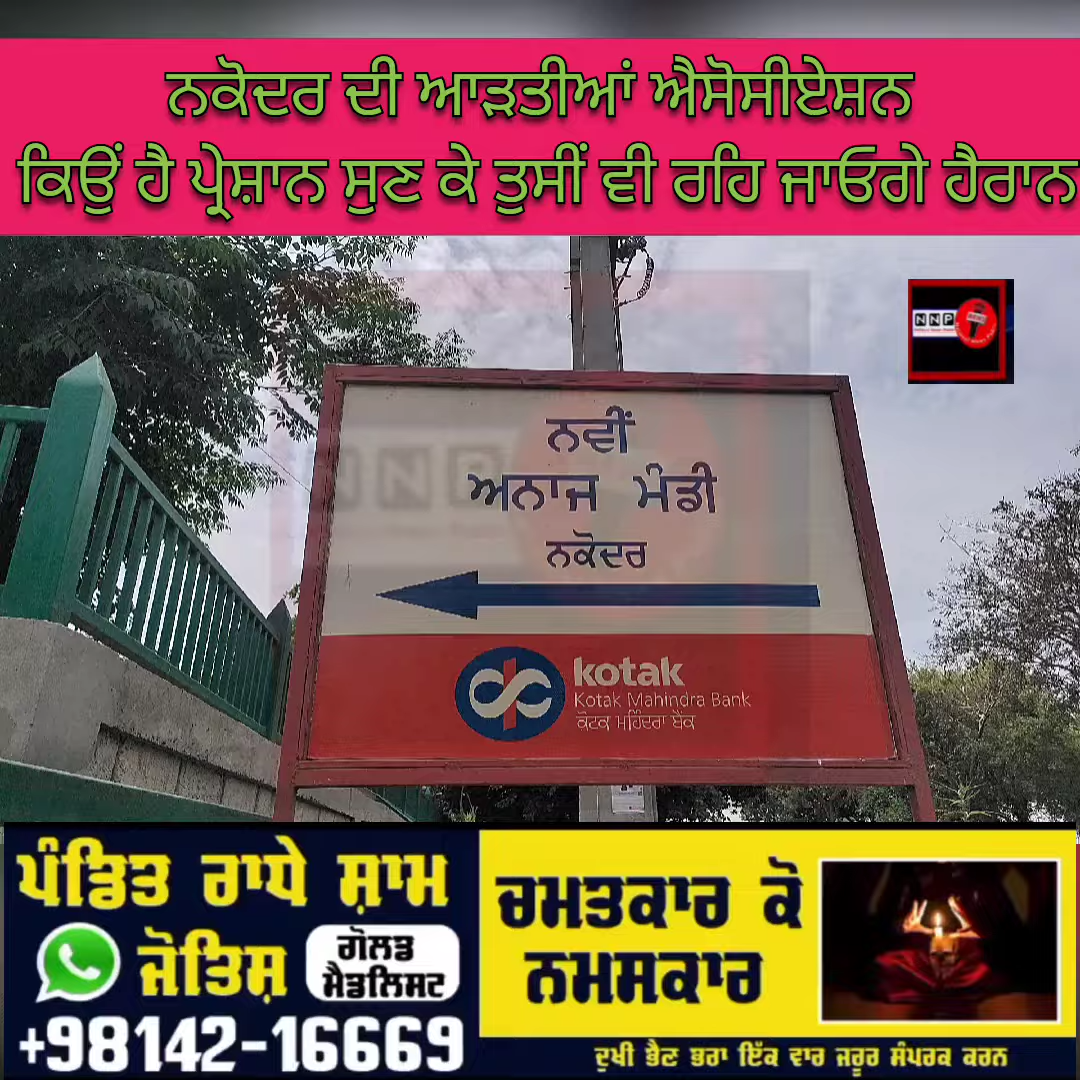 ਨਕੋਦਰ ਦੀ ਆੜਤੀਆਂ ਐਸੋਸੀਏਸ਼ਨ
ਕਿਉਂ ਹੈ ਪ੍ਰੇਸ਼ਾਨ ਸੁਣ ਕੇ ਤੁਸੀਂ ਵੀ ਰਹਿ ਜਾਓਗੇ ਹੈਰਾਨ
NNP
ਨਵੀਂ
ਅਨਾਜ ਮੰਡੀ
ਨਕੋਦਰ
kotak
Kotak Mahindra Bank
ਕੋਟਕ ਮਹਿੰਦਰਾ ਬੈਂਕ
ਪੰਡਿਤ ਰਾਧੇ ਸ਼ਾਮ
ਜੋਤਿਸ਼
ਗੋਲਡ
ਮੈਡਲਿਸਟ
+98142-16669
ਚਮਤਕਾਰ ਕੋ
ਨਮਸਕਾਰ
ਦੁਖੀ ਭੈਣ ਭਰਾ ਇੱਕ ਵਾਰ ਜਰੂਰ ਸੰਪਰਕ ਕਰਨ